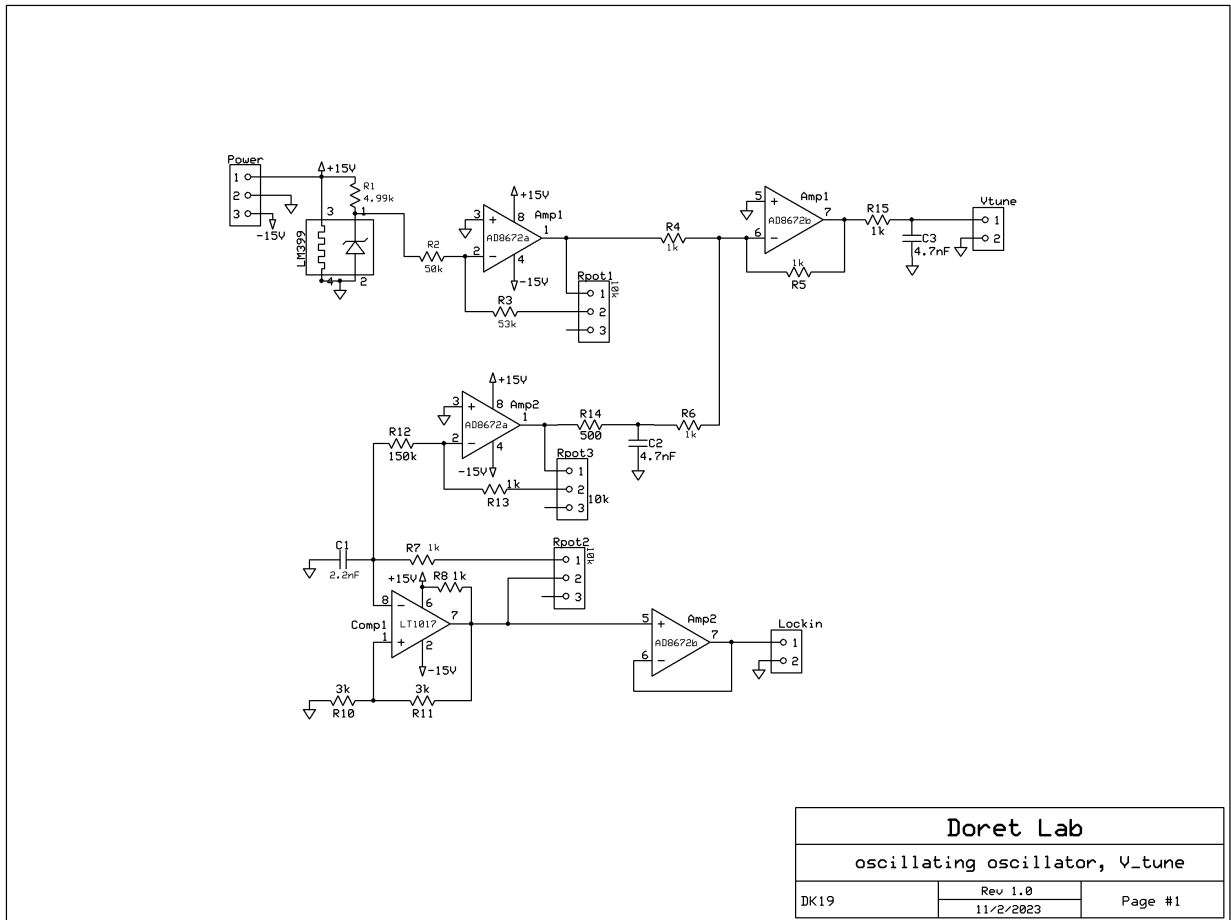 Power
1
2
3
+15V
-15V
R1
4.99k
3
1
LM399
4
2
R2
50k
3
+
2
-
AD8672a
8
+15V
Amp1
1
4
-15V
R3
53k
Rpot1
10k
1
2
3
R4
1k
5
+
6
-
AD8672b
Amp1
7
1k
R5
R15
1k
C3
4.7nF
Vtune
1
2
+15V
3
+
8
Amp2
AD8672a
1
2
-
4
-15V
R12
150k
R14
500
R6
1k
C2
4.7nF
Rpot3
1
2
3
10k
1k
R13
C1
2.2nF
R7 1k
Rpot2
10k
1
2
3
+15V
R8 1k
6
8
-
Comp1
LT1017
7
1
+
2
-15V
3k
R10
3k
R11
5
+
6
-
AD8672b
Amp2
7
Lockin
1
2
Doret Lab
oscillating oscillator, V_tune
DK19
Rev 1.0
11/2/2023
Page #1